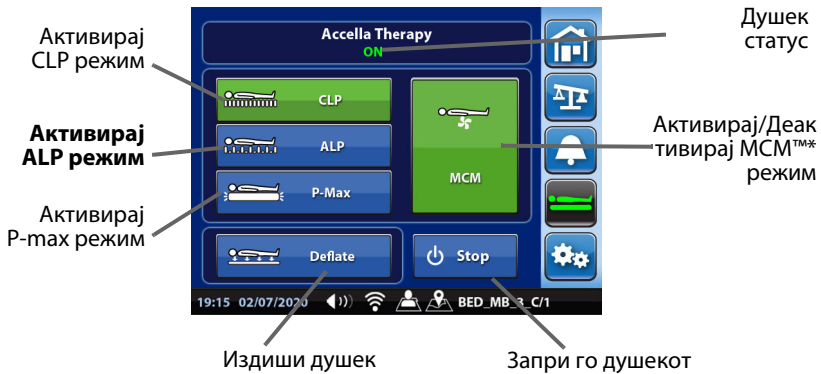 Активирај
CLP режим
Активирај
ALP режим
Активирај
P-max режим
Accella Therapy
ON
CLP
ALP
P-Max
MCM
Deflate
Stop
19:15 02/07/2020
BED_MB_3_C/1
Душек
статус
Активирај/Деак
тивирај MCM™*
режим
Издиши душек
Запри го душекот